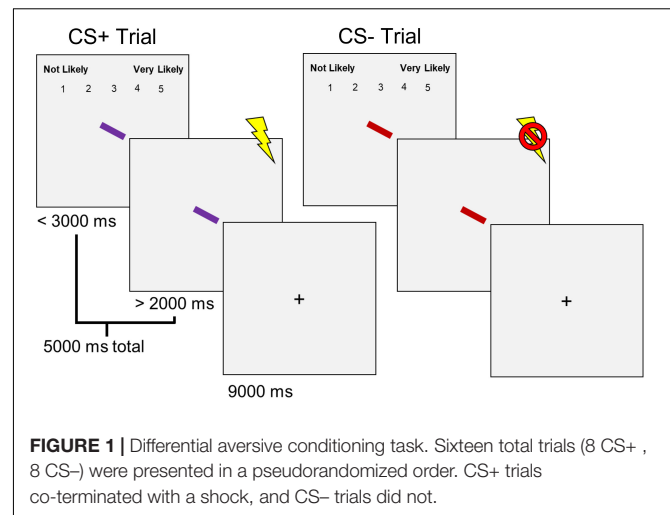 CS+ Trial
CS- Trial
Not Likely Very Likely
1 2 3 4 5
Not Likely Very Likely
1 2 3 4 5
< 3000 ms
> 2000 ms
5000 ms total
+
+
9000 ms
FIGURE 1 | Differential aversive conditioning task. Sixteen total trials (8 CS+ ,
8 CS–) were presented in a pseudorandomized order. CS+ trials
co-terminated with a shock, and CS– trials did not.